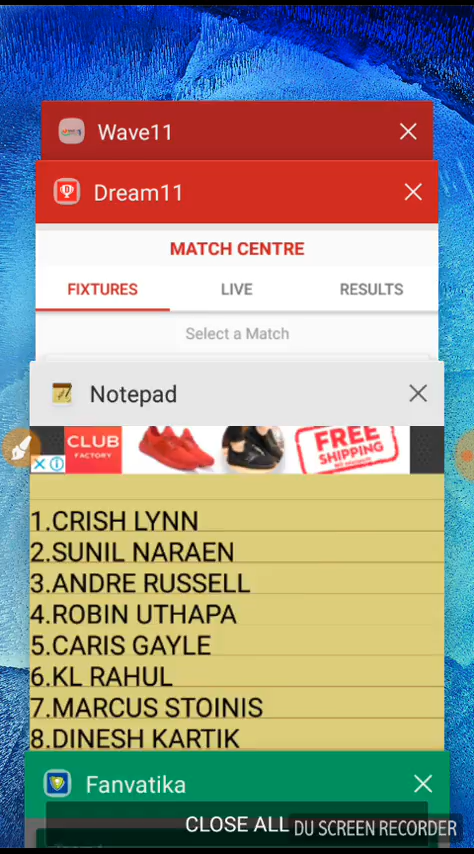 Wave11
Dream11
MATCH CENTRE
FIXTURES LIVE RESULTS
Select a Match
Notepad
CLUB
FACTORY
FREE
SHIPPING
1.CRISH LYNN
2.SUNIL NARAEN
3.ANDRE RUSSELL
4.ROBIN UTHAPA
5.CARIS GAYLE
6.KL RAHUL
7.MARCUS STOINIS
8.DINESH KARTIK
Fanvatika
CLOSE ALL
DU SCREEN RECORDER